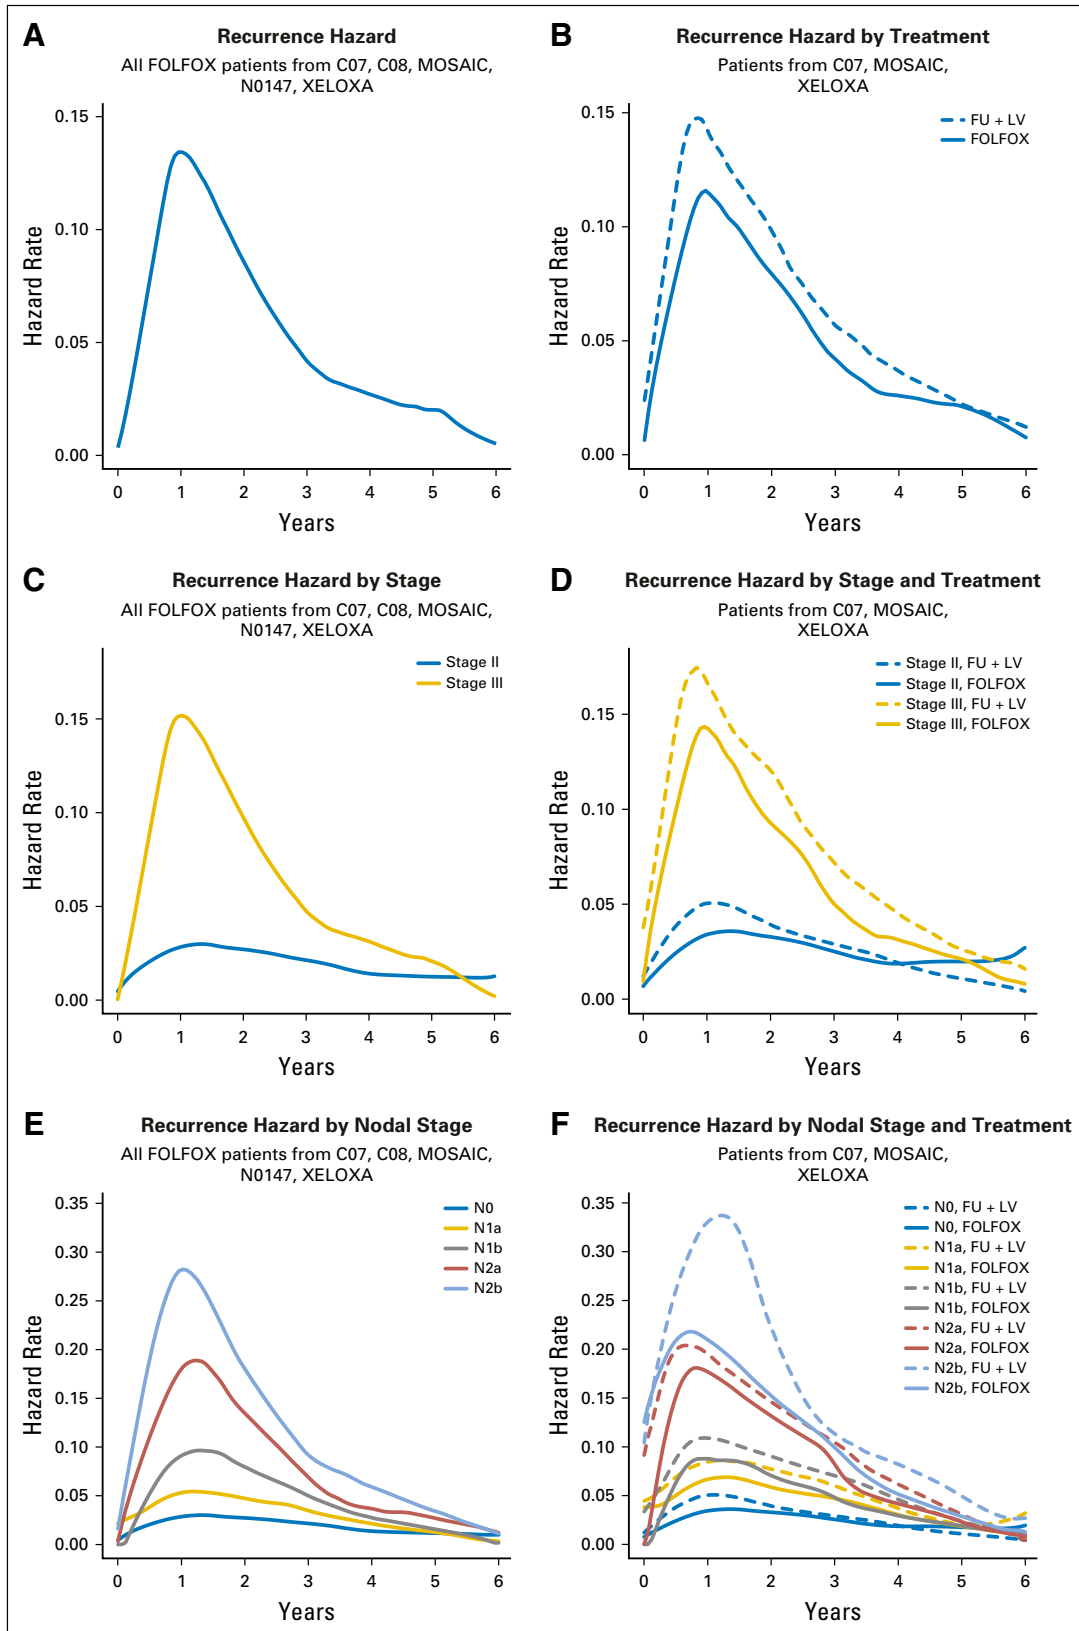 A
Recurrence Hazard
All FOLFOX patients from C07, C08, MOSAIC,
N0147, XELOXA
Hazard Rate
0.15
0.10
0.05
0.00
0 1 2 3 4 5 6
Years
B
Recurrence Hazard by Treatment
Patients from C07, MOSAIC,
XELOXA
FU + LV
FOLFOX
Hazard Rate
0.15
0.10
0.05
0.00
0 1 2 3 4 5 6
Years
C
Recurrence Hazard by Stage
All FOLFOX patients from C07, C08, MOSAIC,
N0147, XELOXA
Stage II
Stage III
Hazard Rate
0.15
0.10
0.05
0.00
0 1 2 3 4 5 6
Years
D
Recurrence Hazard by Stage and Treatment
Patients from C07, MOSAIC,
XELOXA
Stage II, FU + LV
Stage II, FOLFOX
Stage III, FU + LV
Stage III, FOLFOX
Hazard Rate
0.15
0.10
0.05
0.00
0 1 2 3 4 5 6
Years
E
Recurrence Hazard by Nodal Stage
All FOLFOX patients from C07, C08, MOSAIC,
N0147, XELOXA
N0
N1a
N1b
N2a
N2b
Hazard Rate
0.35
0.30
0.25
0.20
0.15
0.10
0.05
0.00
0 1 2 3 4 5 6
Years
F
Recurrence Hazard by Nodal Stage and Treatment
Patients from C07, MOSAIC,
XELOXA
N0, FU + LV
N0, FOLFOX
N1a, FU + LV
N1a, FOLFOX
N1b, FU + LV
N1b, FOLFOX
N2a, FU + LV
N2a, FOLFOX
N2b, FU + LV
N2b, FOLFOX
Hazard Rate
0.35
0.30
0.25
0.20
0.15
0.10
0.05
0.00
0 1 2 3 4 5 6
Years